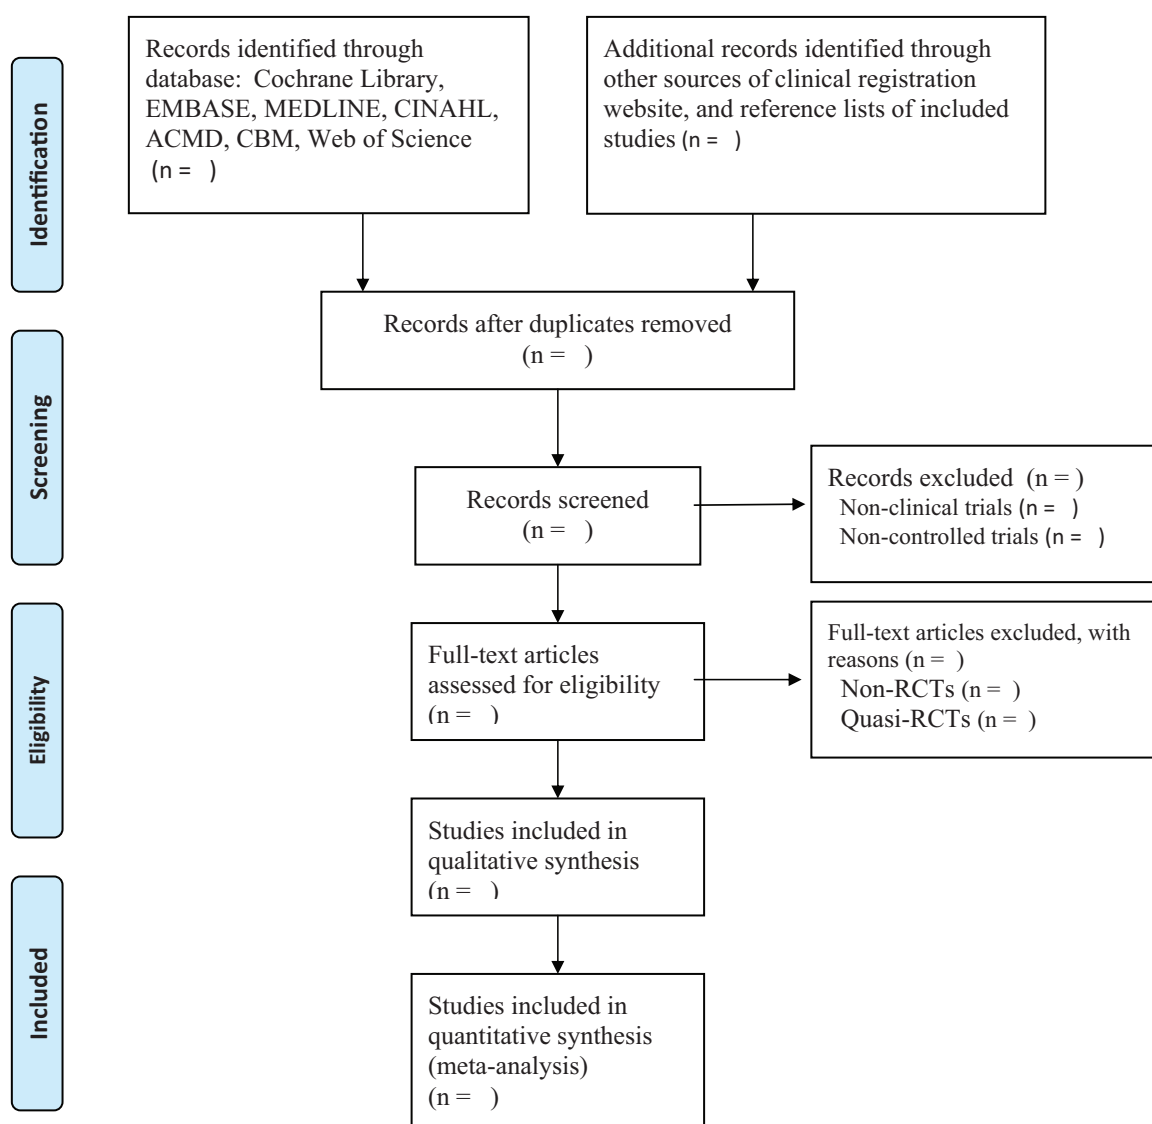 Identification
Records identified through
database: Cochrane Library,
EMBASE, MEDLINE, CINAHL,
ACMD, CBM, Web of Science
(n = )
Additional records identified through
other sources of clinical registration
website, and reference lists of included
studies (n = )
Records after duplicates removed
(n = )
Screening
Records screened
(n = )
Records excluded (n = )
Non-clinical trials (n = )
Non-controlled trials (n = )
Eligibility
Full-text articles
assessed for eligibility
(n = )
Full-text articles excluded, with
reasons (n = )
Non-RCTs (n = )
Quasi-RCTs (n = )
Studies included in
qualitative synthesis
(n = )
Included
Studies included in
quantitative synthesis
(meta-analysis)
(n = )